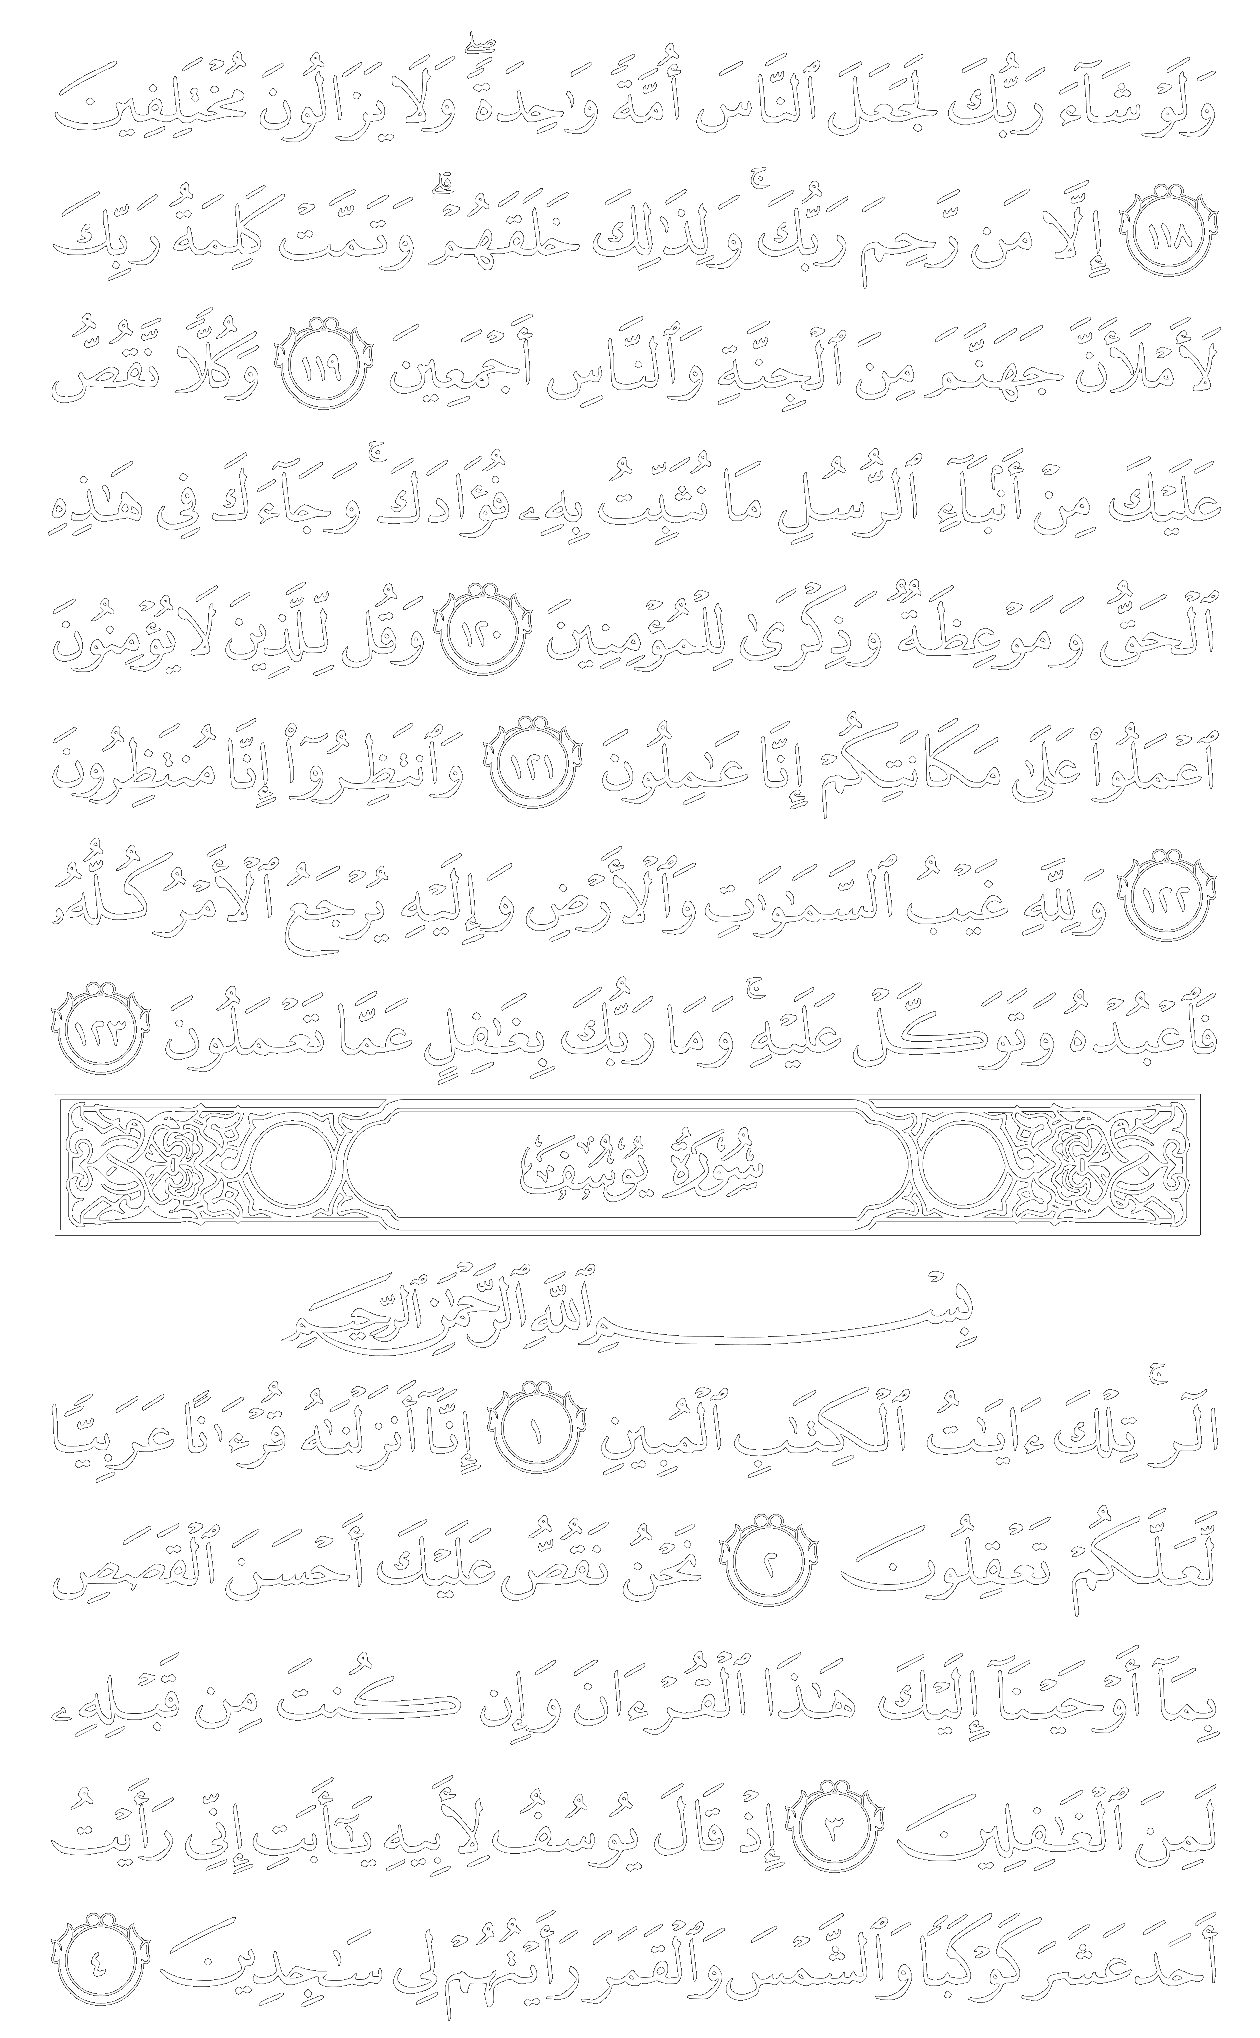 وَلَوْ شَآءَ رَبُّكَ لَجَعَلَ ٱلنَّاسَ أُمَّةً وَٰحِدَةً ۖ وَلَا يَزَالُونَ مُخْتَلِفِينَ
﴿١١٨﴾ إِلَّا مَن رَّحِمَ رَبُّكَ ۚ وَلِذَٰلِكَ خَلَقَهُمْ ۗ وَتَمَّتْ كَلِمَةُ رَبِّكَ
لَأَمْلَأَنَّ جَهَنَّمَ مِنَ ٱلْجِنَّةِ وَٱلنَّاسِ أَجْمَعِينَ ﴿١١٩﴾ وَكُلًّا نَّقُصُّ
عَلَيْكَ مِنْ أَنۢبَآءِ ٱلرُّسُلِ مَا نُثَبِّتُ بِهِۦ فُؤَادَكَ ۚ وَجَآءَكَ فِى هَٰذِهِ
ٱلْحَقُّ وَمَوْعِظَةٌ وَذِكْرَىٰ لِلْمُؤْمِنِينَ ﴿١٢٠﴾ وَقُل لِّلَّذِينَ لَا يُؤْمِنُونَ
ٱعْمَلُوا۟ عَلَىٰ مَكَانَتِكُمْ إِنَّا عَٰمِلُونَ ﴿١٢١﴾ وَٱنتَظِرُوٓا۟ إِنَّا مُنتَظِرُونَ
﴿١٢٢﴾ وَلِلَّهِ غَيْبُ ٱلسَّمَٰوَٰتِ وَٱلْأَرْضِ وَإِلَيْهِ يُرْجَعُ ٱلْأَمْرُ كُلُّهُۥ
فَٱعْبُدْهُ وَتَوَكَّلْ عَلَيْهِ ۚ وَمَا رَبُّكَ بِغَٰفِلٍ عَمَّا تَعْمَلُونَ ﴿١٢٣﴾
سُورَةُ يُوسُفَ
بِسْمِ ٱللَّهِ ٱلرَّحْمَٰنِ ٱلرَّحِيمِ
الٓر ۚ تِلْكَ ءَايَٰتُ ٱلْكِتَٰبِ ٱلْمُبِينِ ﴿١﴾ إِنَّآ أَنزَلْنَٰهُ قُرْءَٰنًا عَرَبِيًّا
لَّعَلَّكُمْ تَعْقِلُونَ ﴿٢﴾ نَحْنُ نَقُصُّ عَلَيْكَ أَحْسَنَ ٱلْقَصَصِ
بِمَآ أَوْحَيْنَآ إِلَيْكَ هَٰذَا ٱلْقُرْءَانَ وَإِن كُنتَ مِن قَبْلِهِۦ
لَمِنَ ٱلْغَٰفِلِينَ ﴿٣﴾ إِذْ قَالَ يُوسُفُ لِأَبِيهِ يَٰٓأَبَتِ إِنِّى رَأَيْتُ
أَحَدَ عَشَرَ كَوْكَبًا وَٱلشَّمْسَ وَٱلْقَمَرَ رَأَيْتُهُمْ لِى سَٰجِدِينَ ﴿٤﴾